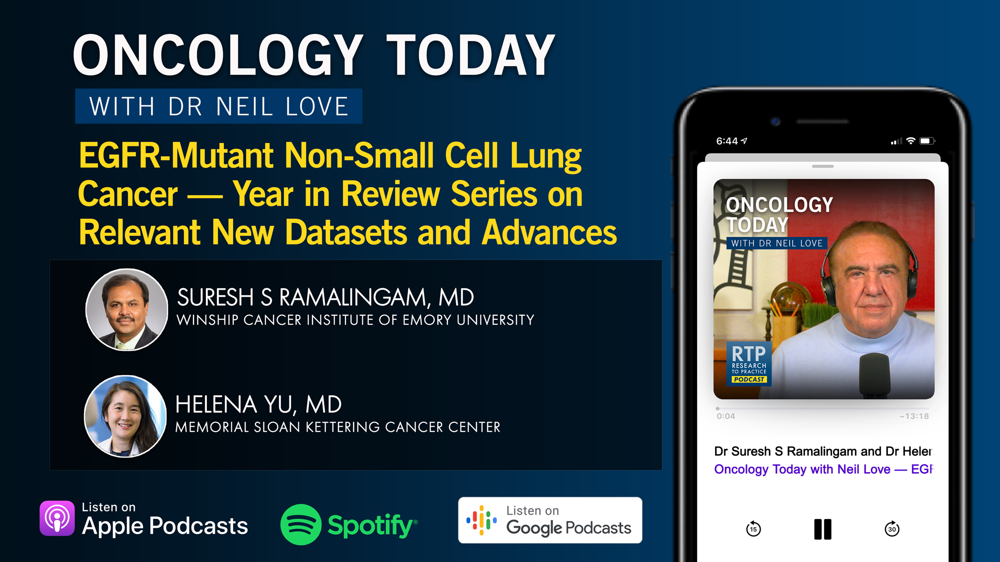 ONCOLOGY TODAY
WITH DR NEIL LOVE
EGFR-Mutant Non-Small Cell Lung
Cancer — Year in Review Series on
Relevant New Datasets and Advances
SURESH S RAMALINGAM, MD
WINSHIP CANCER INSTITUTE OF EMORY UNIVERSITY
HELENA YU, MD
MEMORIAL SLOAN KETTERING CANCER CENTER
Listen on
Apple Podcasts
Spotify®
Listen on
Google Podcasts
6:44
ONCOLOGY
TODAY
WITH DR NEIL LOVE
RTP
RESEARCH
TO PRACTICE
PODCAST
0:04
-13:18
Dr Suresh S Ramalingam and Dr Helen
Oncology Today with Neil Love — EGF
15
30